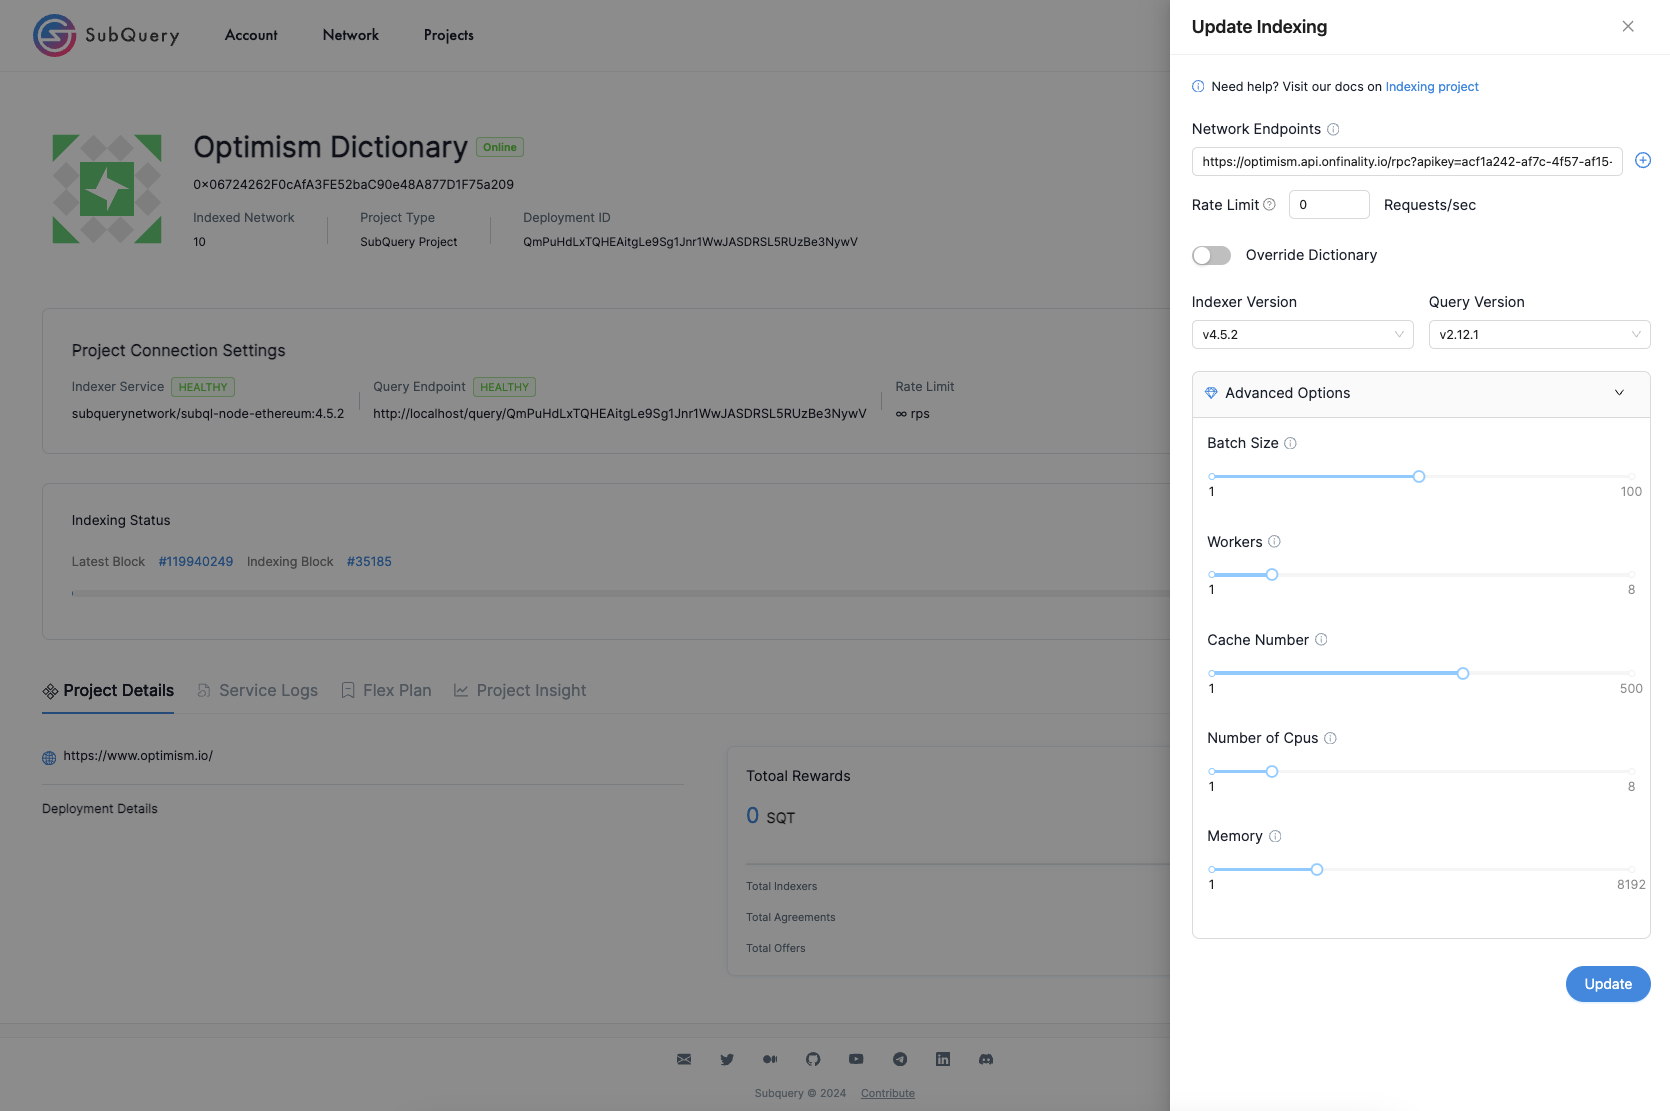 SubQuery
Account
Network
Projects
Optimism Dictionary
Online
0x06724262F0cAfA3FE52baC90e48A877D1F75a209
Indexed Network
Project Type
Deployment ID
10
SubQuery Project
QmPuHdLxTQHEAitgLe9Sg1Jnr1WwJASDRSL5RUzBe3NywV
Project Connection Settings
Indexer Service HEALTHY
Query Endpoint HEALTHY
Rate Limit
subquerynetwork/subql-node-ethereum:4.5.2
http://localhost/query/QmPuHdLxTQHEAitgLe9Sg1Jnr1WwJASDRSL5RUzBe3NywV
∞ rps
Indexing Status
Latest Block #119940249 Indexing Block #35185
Project Details
Service Logs
Flex Plan
Project Insight
https://www.optimism.io/
Deployment Details
Totoal Rewards
0 SQT
Total Indexers
Total Agreements
Total Offers
Subquery © 2024 Contribute
Update Indexing
Need help? Visit our docs on Indexing project
Network Endpoints
https://optimism.api.onfinality.io/rpc?apikey=acf1a242-af7c-4f57-af15-
Rate Limit 0 Requests/sec
Override Dictionary
Indexer Version
Query Version
v4.5.2
v2.12.1
Advanced Options
Batch Size
1
100
Workers
1
8
Cache Number
1
500
Number of Cpus
1
8
Memory
1
8192
Update